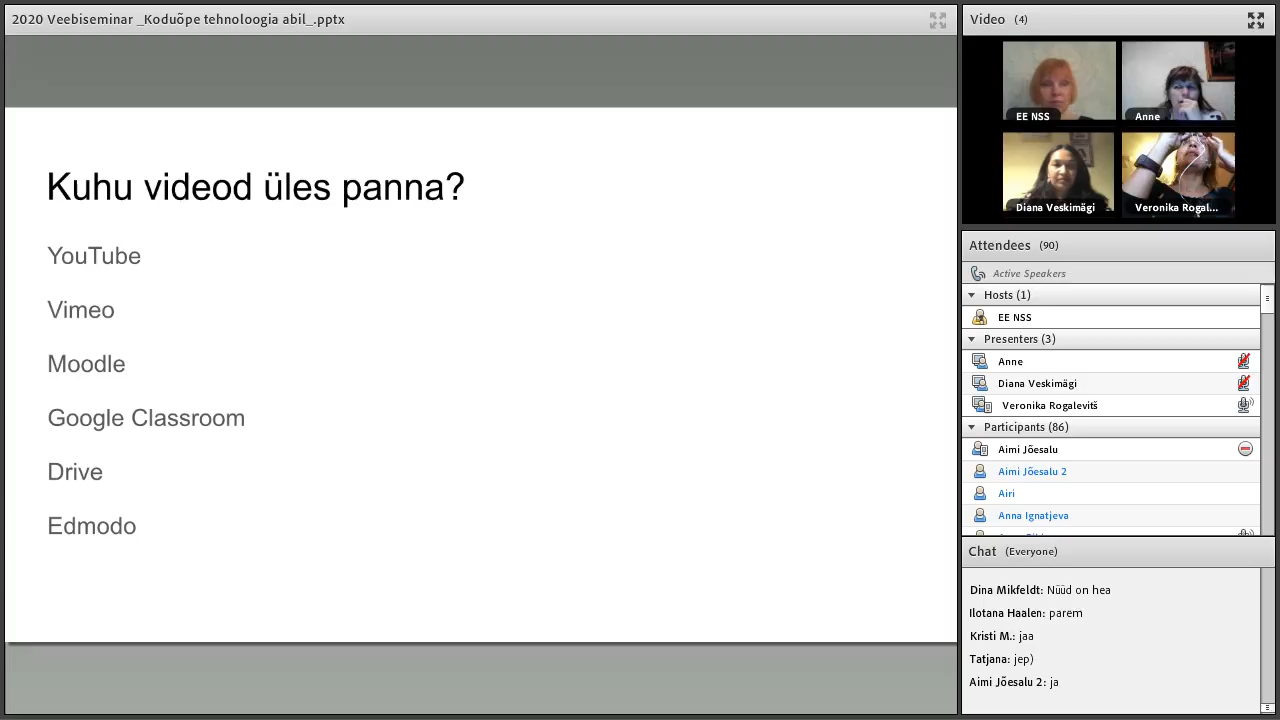 2020 Veebiseminar _Koduõpe tehnoloogia abil_.pptx
Kuhu videod üles panna?
YouTube
Vimeo
Moodle
Google Classroom
Drive
Edmodo
Video (4)
EE NSS
Anne
Diana Veskimägi
Veronika Rogal...
Attendees (90)
Active Speakers
Hosts (1)
EE NSS
Presenters (3)
Anne
Diana Veskimägi
Veronika Rogalevitš
Participants (86)
Aimi Jõesalu
Aimi Jõesalu 2
Airi
Anna Ignatjeva
Chat (Everyone)
Dina Mikfeldt: Nüüd on hea
Ilotana Haalen: parem
Kristi M.: jaa
Tatjana: jep)
Aimi Jõesalu 2: ja